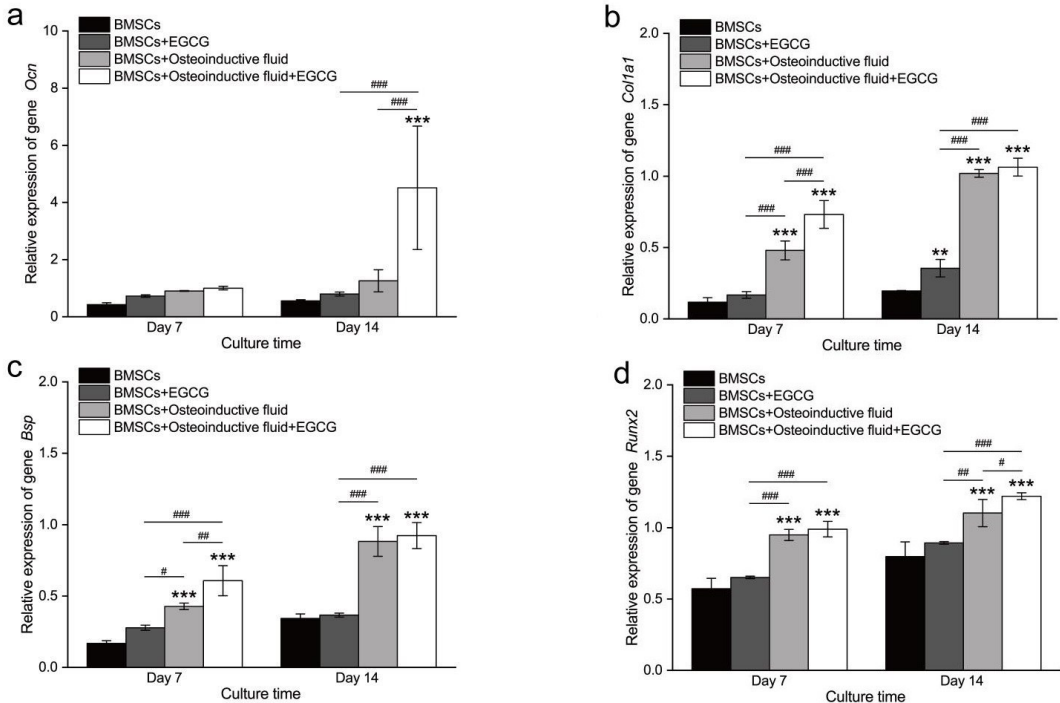 a
Relative expression of gene Ocn
10
8
6
4
2
0
BMSCs
BMSCs+EGCG
BMSCs+Osteoinductive fluid
BMSCs+Osteoinductive fluid+EGCG
###
###
***
Day 7
Day 14
Culture time
b
Relative expression of gene Col1a1
2.0
1.5
1.0
0.5
0.0
BMSCs
BMSCs+EGCG
BMSCs+Osteoinductive fluid
BMSCs+Osteoinductive fluid+EGCG
###
###
***
###
***
###
###
***
***
**
Day 7
Day 14
Culture time
c
Relative expression of gene Bsp
2.0
1.5
1.0
0.5
0.0
BMSCs
BMSCs+EGCG
BMSCs+Osteoinductive fluid
BMSCs+Osteoinductive fluid+EGCG
###
##
***
#
***
###
###
***
***
Day 7
Day 14
Culture time
d
Relative expression of gene Runx2
2.0
1.5
1.0
0.5
0.0
BMSCs
BMSCs+EGCG
BMSCs+Osteoinductive fluid
BMSCs+Osteoinductive fluid+EGCG
###
###
***
***
###
##
#
***
***
Day 7
Day 14
Culture time